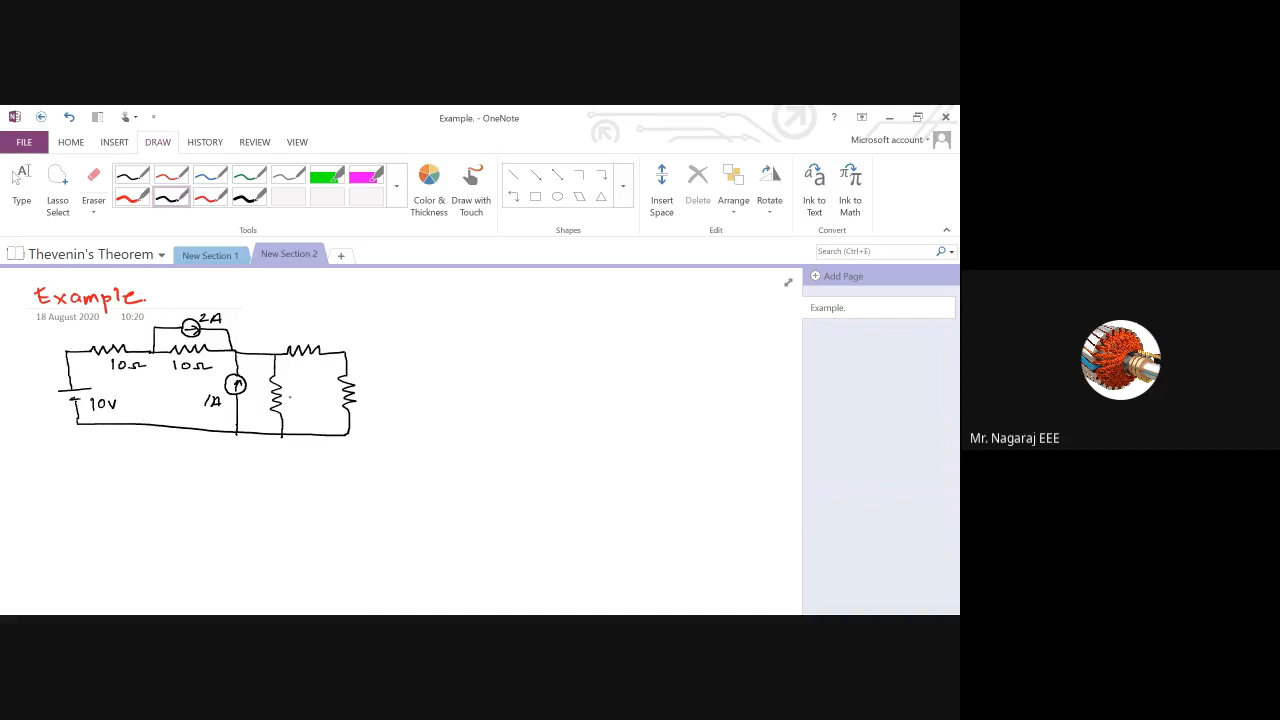 Example. - OneNote
?
FILE
HOME
INSERT
DRAW
HISTORY
REVIEW
VIEW
Microsoft account
Type
Lasso Select
Eraser
Color & Thickness
Draw with Touch
Insert Space
Delete
Arrange
Rotate
Ink to Text
Ink to Math
Tools
Shapes
Edit
Convert
Thevenin's Theorem
New Section 1
New Section 2
Search (Ctrl+E)
Add Page
Example.
Example.
18 August 2020 10:20
2A
10Ω
10Ω
1A
10V
Mr. Nagaraj EEE